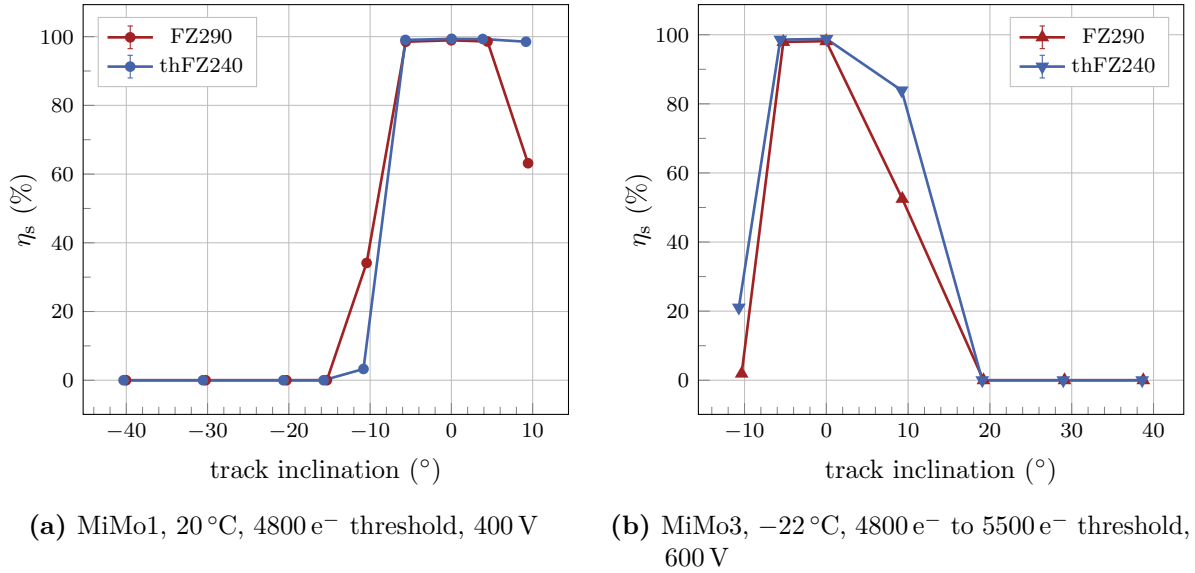 100
80
60
40
20
0
η_s (%)
FZ290
thFZ240
−40
−30
−20
−10
0
10
track inclination (°)
(a) MiMo1, 20 °C, 4800 e⁻ threshold, 400 V
100
80
60
40
20
0
η_s (%)
FZ290
thFZ240
−10
0
10
20
30
40
track inclination (°)
(b) MiMo3, −22 °C, 4800 e⁻ to 5500 e⁻ threshold,
600 V